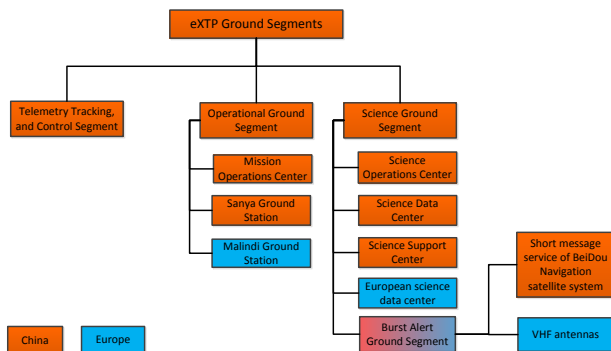 eXTP Ground Segments
Telemetry Tracking,
and Control Segment
Operational Ground
Segment
Mission
Operations Center
Sanya Ground
Station
Malindi Ground
Station
Science Ground
Segment
Science
Operations Center
Science Data
Center
Science Support
Center
European science
data center
Burst Alert
Ground Segment
Short message
service of BeiDou
Navigation
satellite system
VHF antennas
China
Europe